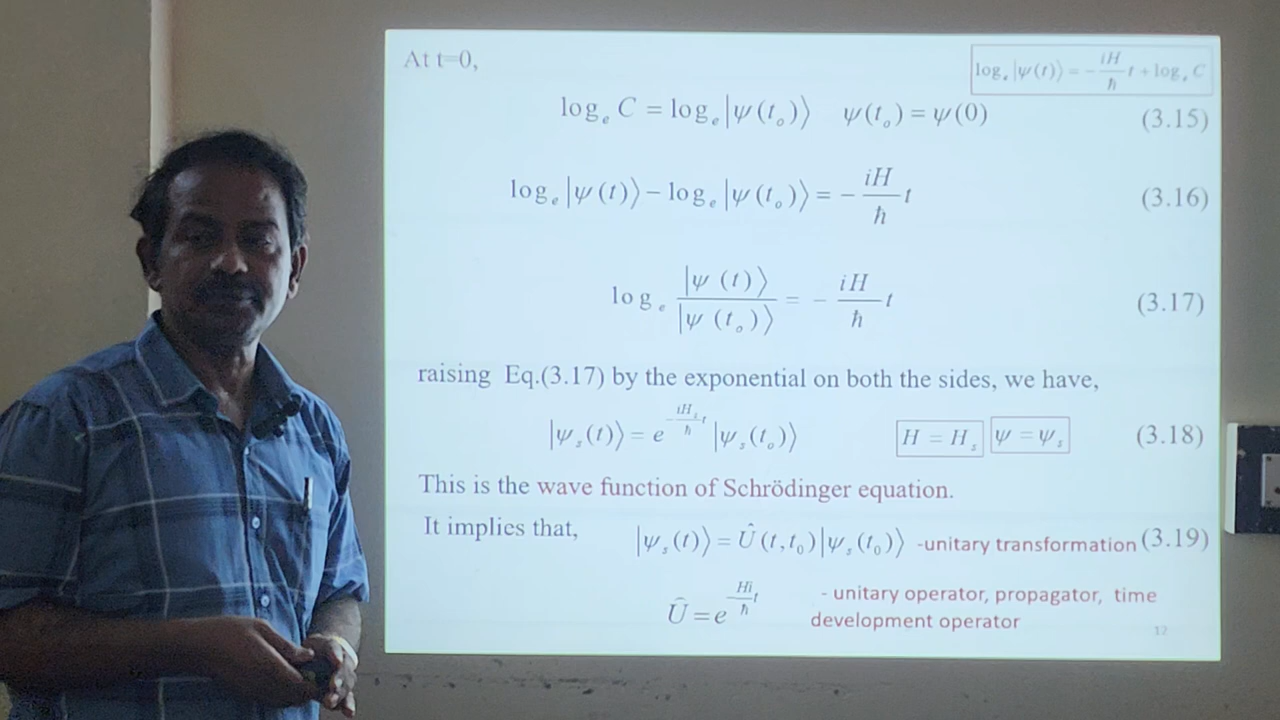 At t=0,
log_e |ψ(t)⟩ = − iH/ħ t + log_e C
log_e C = log_e |ψ(t_o)⟩ ψ(t_o) = ψ(0) (3.15)
log_e |ψ(t)⟩ − log_e |ψ(t_o)⟩ = − iH/ħ t (3.16)
log_e |ψ(t)⟩/|ψ(t_o)⟩ = − iH/ħ t (3.17)
raising Eq.(3.17) by the exponential on both the sides, we have,
|ψ_s(t)⟩ = e^{−iH_s/ħ t} |ψ_s(t_o)⟩ H = H_s ψ = ψ_s (3.18)
This is the wave function of Schrödinger equation.
It implies that, |ψ_s(t)⟩ = Û(t,t_0)|ψ_s(t_0)⟩ -unitary transformation (3.19)
Û = e^{−Hi/ħ t} - unitary operator, propagator, time
development operator
12